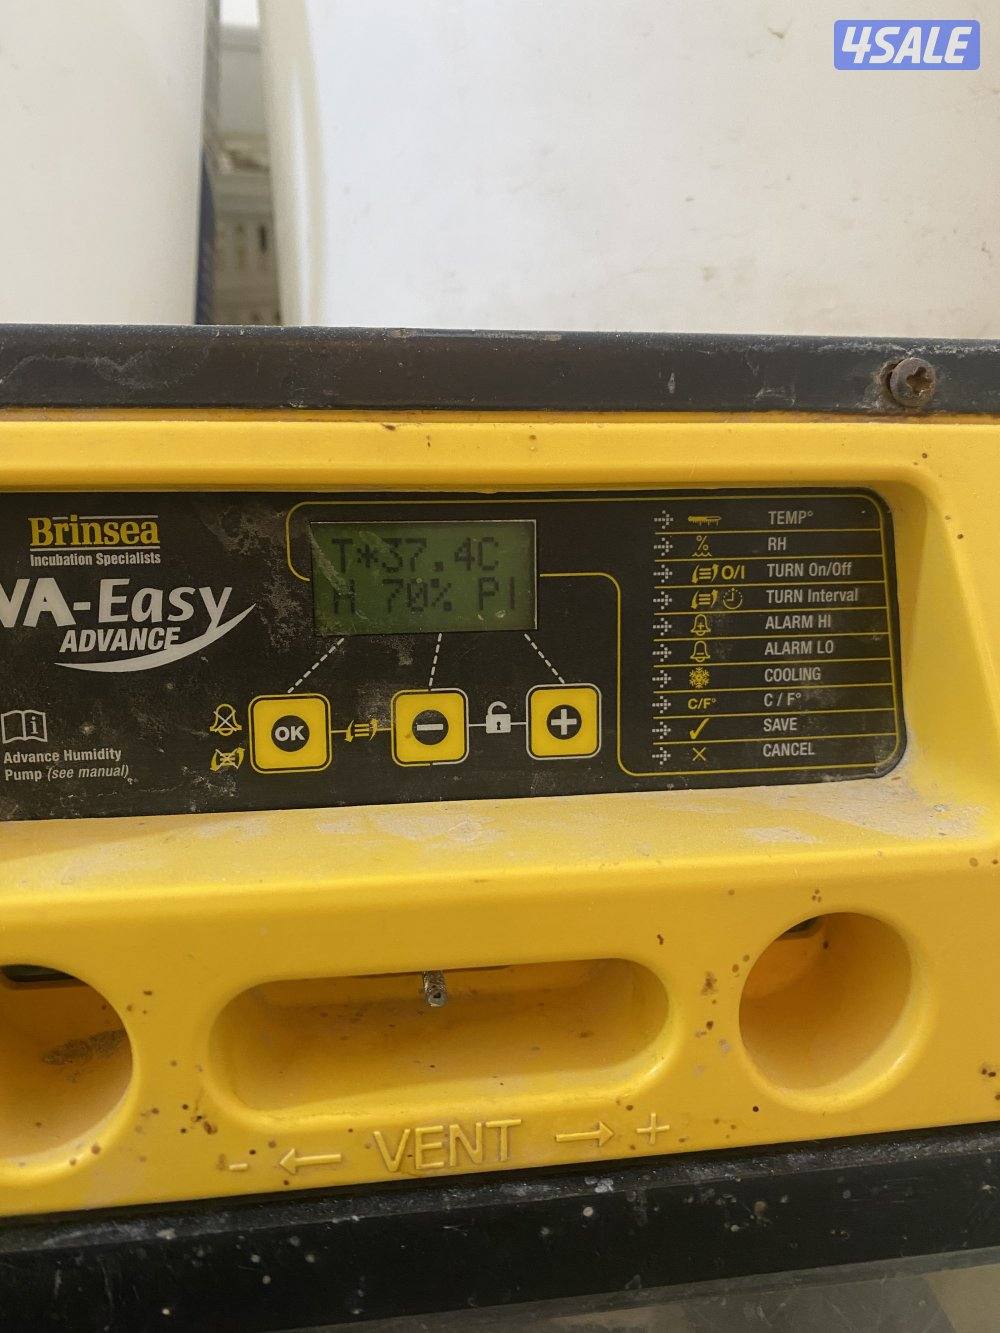 4SALE
Brinsea
Incubation Specialists
VA-Easy
ADVANCE
T*37.4C
H 70% P
OK
Advance Humidity
Pump (see manual)
TEMP°
% RH
O/I TURN On/Off
TURN Interval
ALARM HI
ALARM LO
COOLING
C/F° C / F°
SAVE
CANCEL
- VENT +